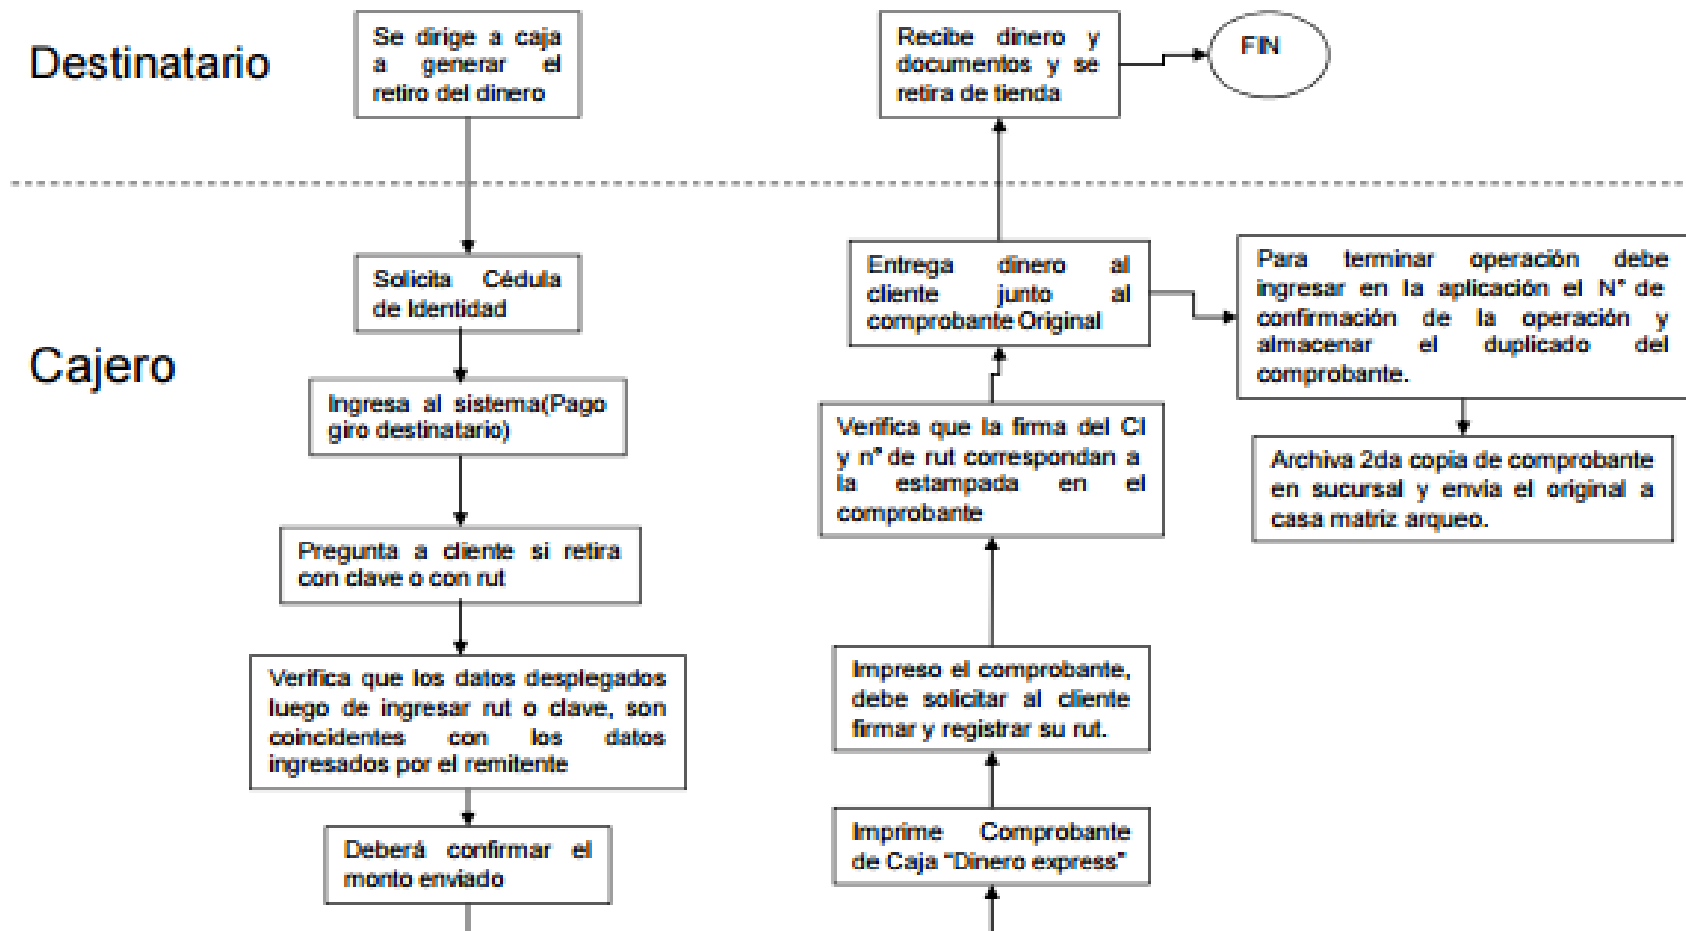 Destinatario
Se dirige a caja
a generar el
retiro del dinero
Recibe dinero y
documentos y se
retira de tienda
FIN
Cajero
Solicita Cédula
de Identidad
Ingresa al sistema(Pago
giro destinatario)
Pregunta a cliente si retira
con clave o con rut
Verifica que los datos desplegados
luego de ingresar rut o clave, son
coincidentes con los datos
ingresados por el remitente
Deberá confirmar el
monto enviado
Entrega dinero al
cliente junto al
comprobante Original
Verifica que la firma del CI
y n° de rut correspondan a
la estampada en el
comprobante
Impreso el comprobante,
debe solicitar al cliente
firmar y registrar su rut.
Imprime Comprobante
de Caja "Dinero express"
Para terminar operación debe
ingresar en la aplicación el N° de
confirmación de la operación y
almacenar el duplicado del
comprobante.
Archiva 2da copia de comprobante
en sucursal y envia el original a
casa matriz arqueo.